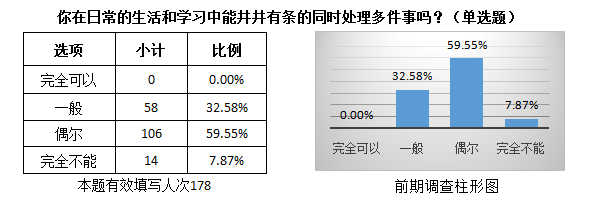 你在日常的生活和学习中能井井有条的同时处理多件事吗？（单选题）
选项 小计 比例
完全可以 0 0.00%
一般 58 32.58%
偶尔 106 59.55%
完全不能 14 7.87%
本题有效填写人次178
59.55%
32.58%
7.87%
0.00%
完全可以 一般 偶尔 完全不能
前期调查柱形图